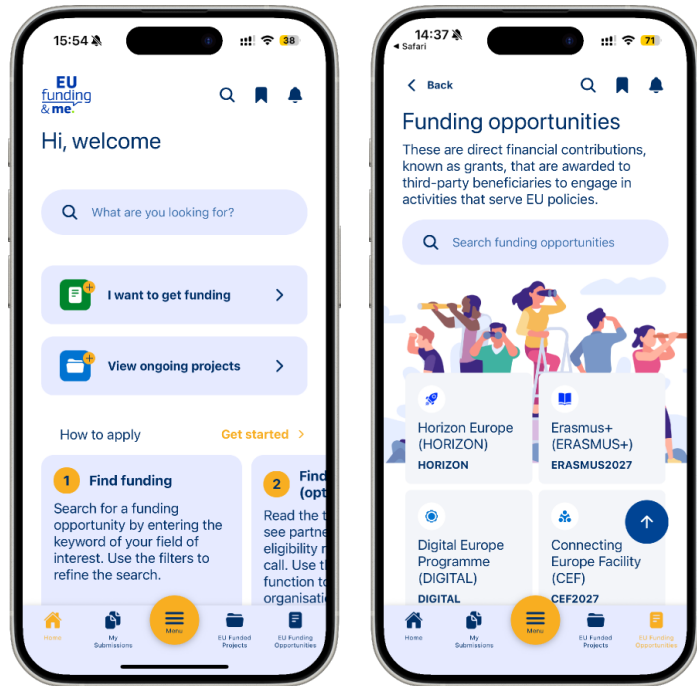 15:54
38
EU
funding
& me
Hi, welcome
What are you looking for?
I want to get funding
View ongoing projects
How to apply
Get started
1
Find funding
Search for a funding
opportunity by entering the
keyword of your field of
interest. Use the filters to
refine the search.
2
Find
(opt
Read the t
see partne
eligibility r
call. Use t
function to
organisati
Home
My
Submissions
Menu
EU Funded
Projects
EU Funding
Opportunities
14:37
71
Safari
Back
Funding opportunities
These are direct financial contributions,
known as grants, that are awarded to
third-party beneficiaries to engage in
activities that serve EU policies.
Search funding opportunities
Horizon Europe
(HORIZON)
HORIZON
Erasmus+
(ERASMUS+)
ERASMUS2027
Digital Europe
Programme
(DIGITAL)
DIGITAL
Connecting
Europe Facility
(CEF)
CEF2027
Home
My
Submissions
Menu
EU Funded
Projects
EU Funding
Opportunities